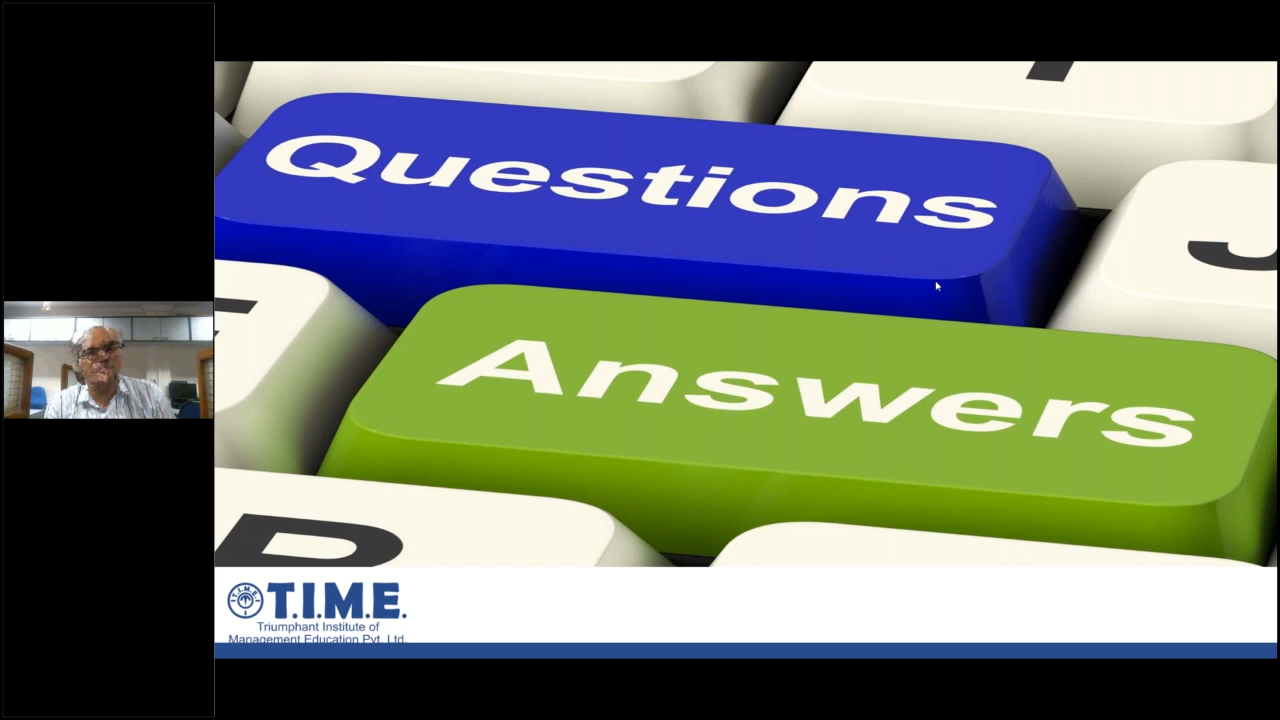 Questions
Answers
T.I.M.E.
Triumphant Institute of
Management Education Pvt. Ltd.